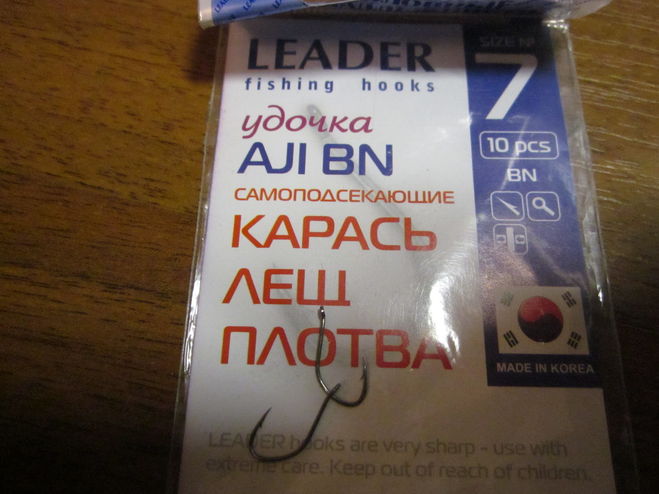 LEADER
fishing hooks
удочка
AJI BN
САМОПОДСЕКАЮЩИЕ
КАРАСЬ
ЛЕЩ
ПЛОТВА
SIZE №
7
10 pcs
BN
MADE IN KOREA
LEADER hooks are very sharp - use with
extreme care. Keep out of reach of children.